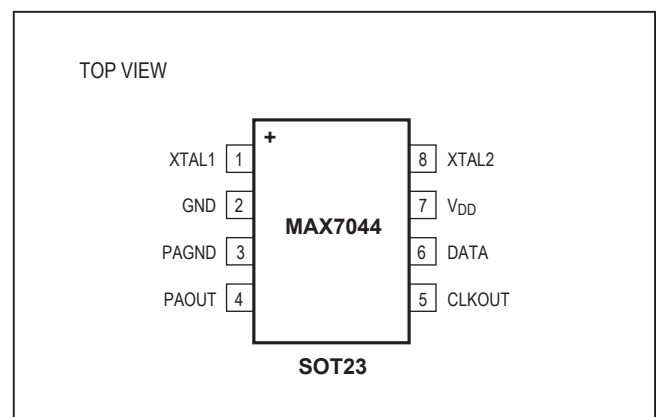 TOP VIEW
+
XTAL1 1 8 XTAL2
GND 2 7 VDD
MAX7044
PAGND 3 6 DATA
PAOUT 4 5 CLKOUT
SOT23